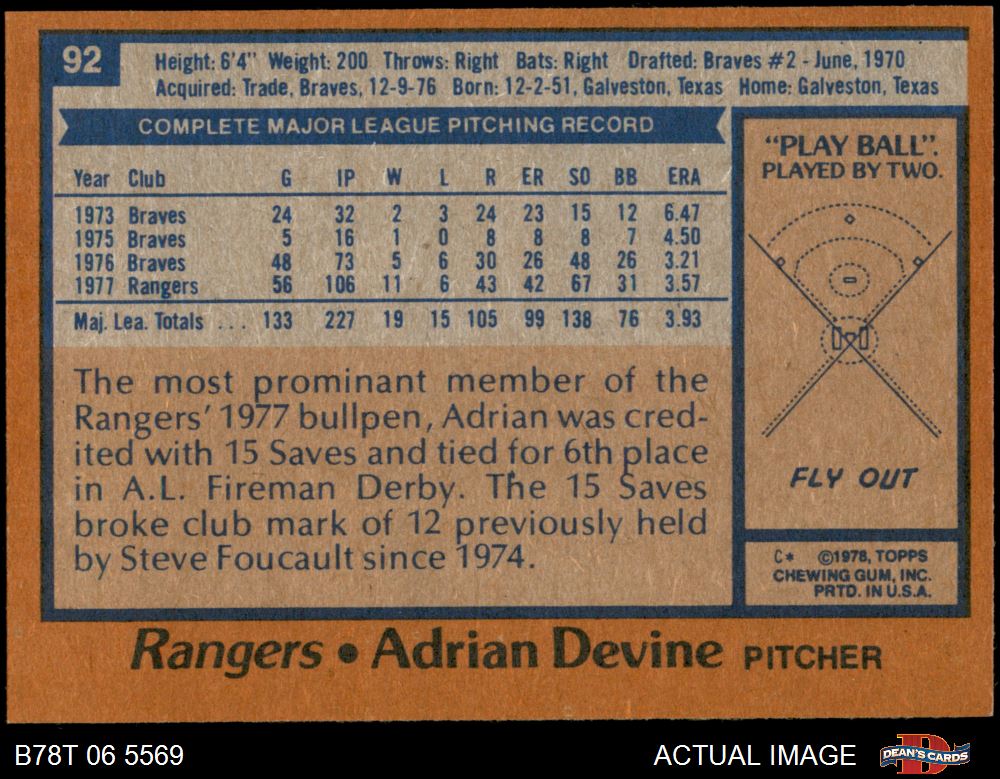 92
Height: 6'4" Weight: 200 Throws: Right Bats: Right Drafted: Braves #2 - June, 1970
Acquired: Trade, Braves, 12-9-76 Born: 12-2-51, Galveston, Texas Home: Galveston, Texas
COMPLETE MAJOR LEAGUE PITCHING RECORD
Year Club G IP W L R ER SO BB ERA
1973 Braves 24 32 2 3 24 23 15 12 6.47
1975 Braves 5 16 1 0 8 8 8 7 4.50
1976 Braves 48 73 5 6 30 26 48 26 3.21
1977 Rangers 56 106 11 6 43 42 67 31 3.57
Maj. Lea. Totals ... 133 227 19 15 105 99 138 76 3.93
The most prominant member of the
Rangers' 1977 bullpen, Adrian was cred-
ited with 15 Saves and tied for 6th place
in A.L. Fireman Derby. The 15 Saves
broke club mark of 12 previously held
by Steve Foucault since 1974.
"PLAY BALL".
PLAYED BY TWO.
FLY OUT
C* ©1978, TOPPS
CHEWING GUM, INC.
PRTD. IN U.S.A.
Rangers • Adrian Devine PITCHER
B78T 06 5569
ACTUAL IMAGE
DEAN'S CARDS